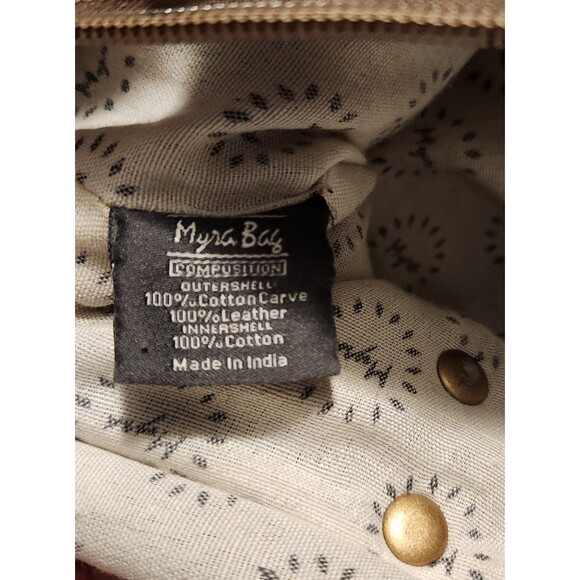 Myra Bag
COMPOSITION
OUTERSHELL
100%CottonCarve
100%Leather
INNERSHELL
100%Cotton
Made In India